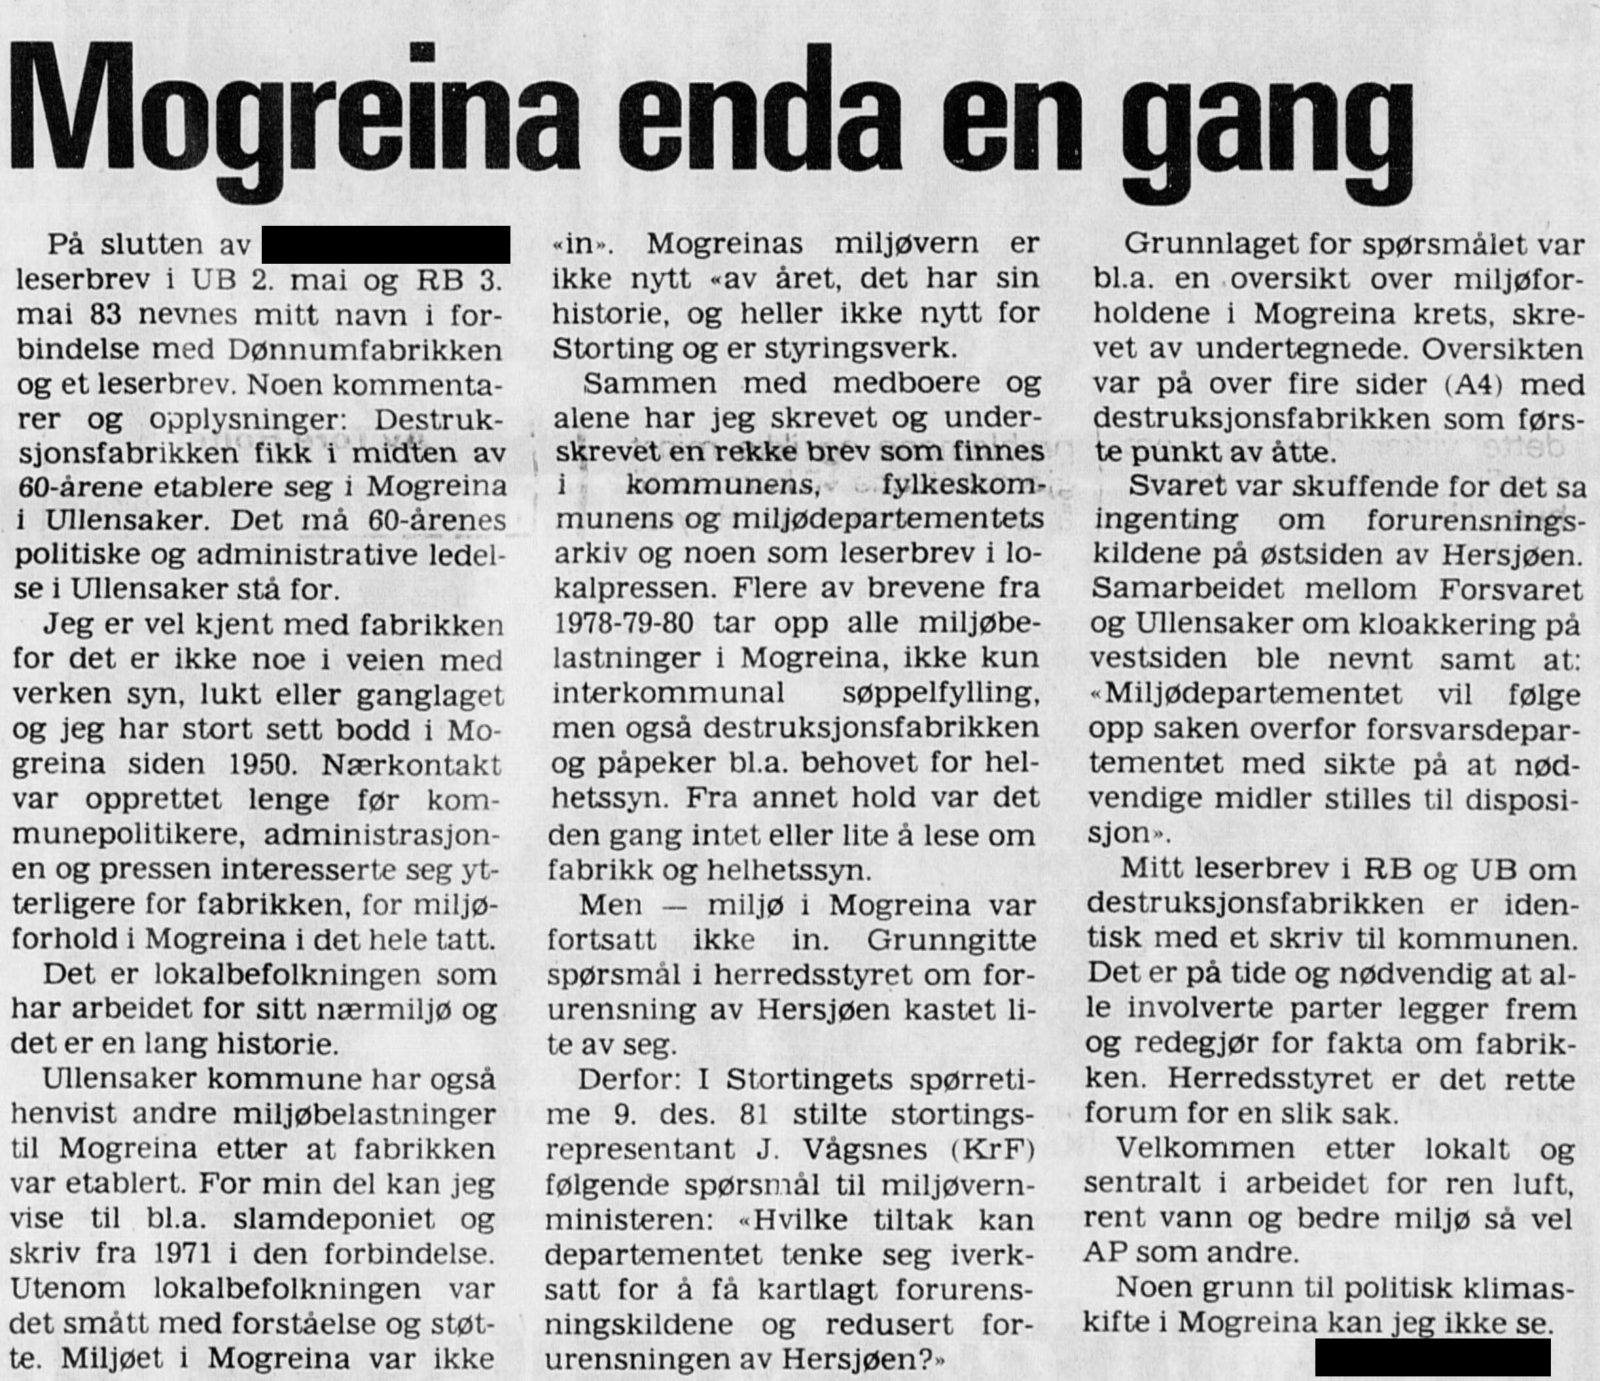 Mogreina enda en gang
På slutten av
leserbrev i UB 2. mai og RB 3.
mai 83 nevnes mitt navn i for-
bindelse med Dønnumfabrikken
og et leserbrev. Noen kommenta-
rer og opplysninger: Destruk-
sjonsfabrikken fikk i midten av
60-årene etablere seg i Mogreina
i Ullensaker. Det må 60-årenes
politiske og administrative ledel-
se i Ullensaker stå for.
Jeg er vel kjent med fabrikken
for det er ikke noe i veien med
verken syn, lukt eller ganglaget
og jeg har stort sett bodd i Mo-
greina siden 1950. Nærkontakt
var opprettet lenge før kom-
munepolitikere, administrasjon-
en og pressen interesserte seg yt-
terligere for fabrikken, for miljø-
forhold i Mogreina i det hele tatt.
Det er lokalbefolkningen som
har arbeidet for sitt nærmiljø og
det er en lang historie.
Ullensaker kommune har også
henvist andre miljøbelastninger
til Mogreina etter at fabrikken
var etablert. For min del kan jeg
vise til bl.a. slamdeponiet og
skriv fra 1971 i den forbindelse.
Utenom lokalbefolkningen var
det smått med forståelse og støt-
te. Miljøet i Mogreina var ikke
«in». Mogreinas miljøvern er
ikke nytt «av året, det har sin
historie, og heller ikke nytt for
Storting og er styringsverk.
Sammen med medboere og
alene har jeg skrevet og under-
skrevet en rekke brev som finnes
i kommunens, fylkeskom-
munens og miljødepartementets
arkiv og noen som leserbrev i lo-
kalpressen. Flere av brevene fra
1978-79-80 tar opp alle miljøbe-
lastninger i Mogreina, ikke kun
interkommunal søppelfylling,
men også destruksjonsfabrikken
og påpeker bl.a. behovet for hel-
hetssyn. Fra annet hold var det
den gang intet eller lite å lese om
fabrikk og helhetssyn.
Men — miljø i Mogreina var
fortsatt ikke in. Grunngitte
spørsmål i herredsstyret om for-
urensning av Hersjøen kastet li-
te av seg.
Derfor: I Stortingets spørreti-
me 9. des. 81 stilte stortings-
representant J. Vågsnes (KrF)
følgende spørsmål til miljøvern-
ministeren: «Hvilke tiltak kan
departementet tenke seg iverk-
satt for å få kartlagt forurens-
ningskildene og redusert for-
urensningen av Hersjøen?»
Grunnlaget for spørsmålet var
bl.a. en oversikt over miljøfor-
holdene i Mogreina krets, skre-
vet av undertegnede. Oversikten
var på over fire sider (A4) med
destruksjonsfabrikken som førs-
te punkt av åtte.
Svaret var skuffende for det sa
ingenting om forurensnings-
kildene på østsiden av Hersjøen.
Samarbeidet mellom Forsvaret
og Ullensaker om kloakkering på
vestsiden ble nevnt samt at:
«Miljødepartementet vil følge
opp saken overfor forsvarsdepar-
tementet med sikte på at nød-
vendige midler stilles til disposi-
sjon».
Mitt leserbrev i RB og UB om
destruksjonsfabrikken er iden-
tisk med et skriv til kommunen.
Det er på tide og nødvendig at al-
le involverte parter legger frem
og redegjør for fakta om fabrik-
ken. Herredsstyret er det rette
forum for en slik sak.
Velkommen etter lokalt og
sentralt i arbeidet for ren luft,
rent vann og bedre miljø så vel
AP som andre.
Noen grunn til politisk klimas-
kifte i Mogreina kan jeg ikke se.